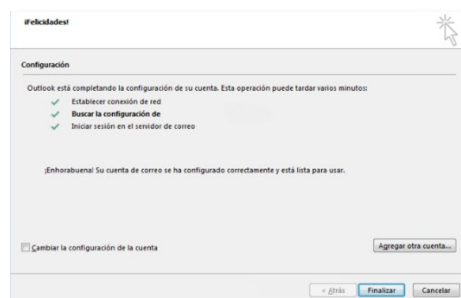 ¡Felicidades!
Configuración
Outlook está completando la configuración de su cuenta. Esta operación puede tardar varios minutos:
Establecer conexión de red
Buscar la configuración de
Iniciar sesión en el servidor de correo
¡Enhorabuena! Su cuenta de correo se ha configurado correctamente y está lista para usar.
Cambiar la configuración de la cuenta
Agregar otra cuenta...
< Atrás
Finalizar
Cancelar